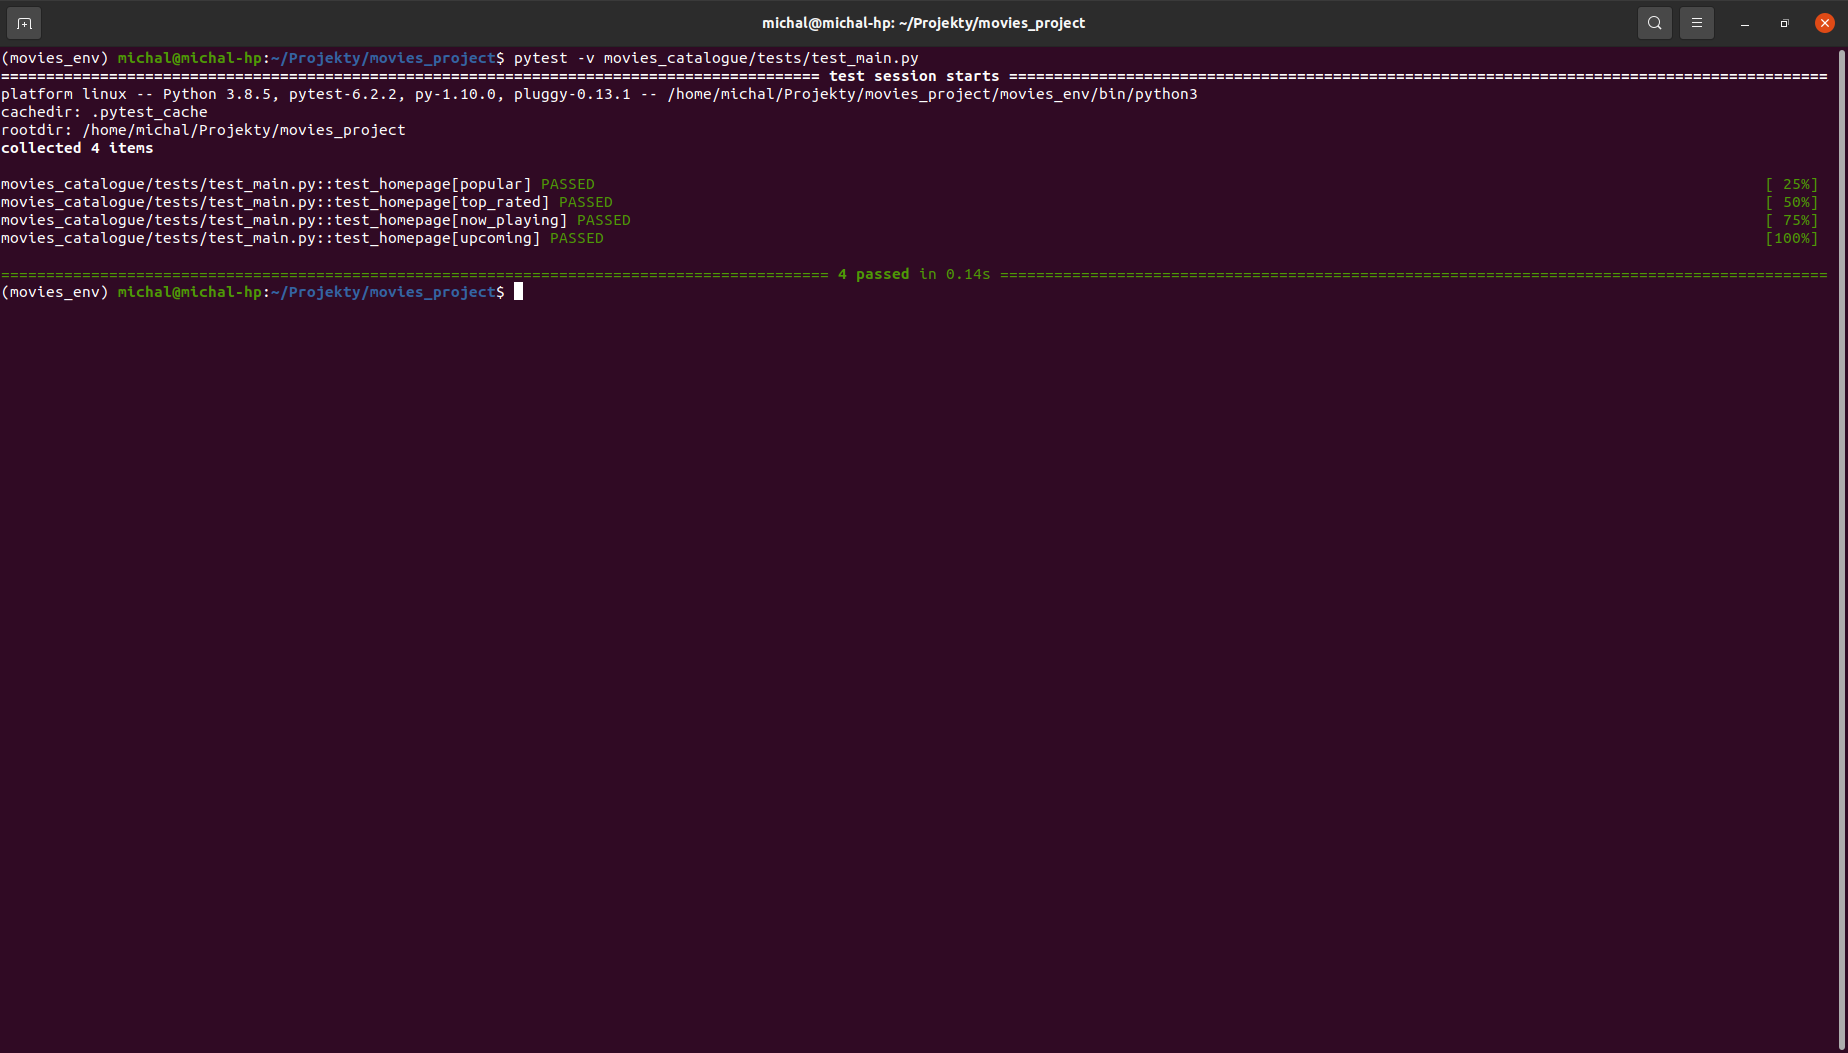 michal@michal-hp: ~/Projekty/movies_project
(movies_env) michal@michal-hp:~/Projekty/movies_project$ pytest -v movies_catalogue/tests/test_main.py
=========================================================================================== test session starts ===========================================================================================
platform linux -- Python 3.8.5, pytest-6.2.2, py-1.10.0, pluggy-0.13.1 -- /home/michal/Projekty/movies_project/movies_env/bin/python3
cachedir: .pytest_cache
rootdir: /home/michal/Projekty/movies_project
collected 4 items
movies_catalogue/tests/test_main.py::test_homepage[popular] PASSED [ 25%]
movies_catalogue/tests/test_main.py::test_homepage[top_rated] PASSED [ 50%]
movies_catalogue/tests/test_main.py::test_homepage[now_playing] PASSED [ 75%]
movies_catalogue/tests/test_main.py::test_homepage[upcoming] PASSED [100%]
============================================================================================ 4 passed in 0.14s ============================================================================================
(movies_env) michal@michal-hp:~/Projekty/movies_project$